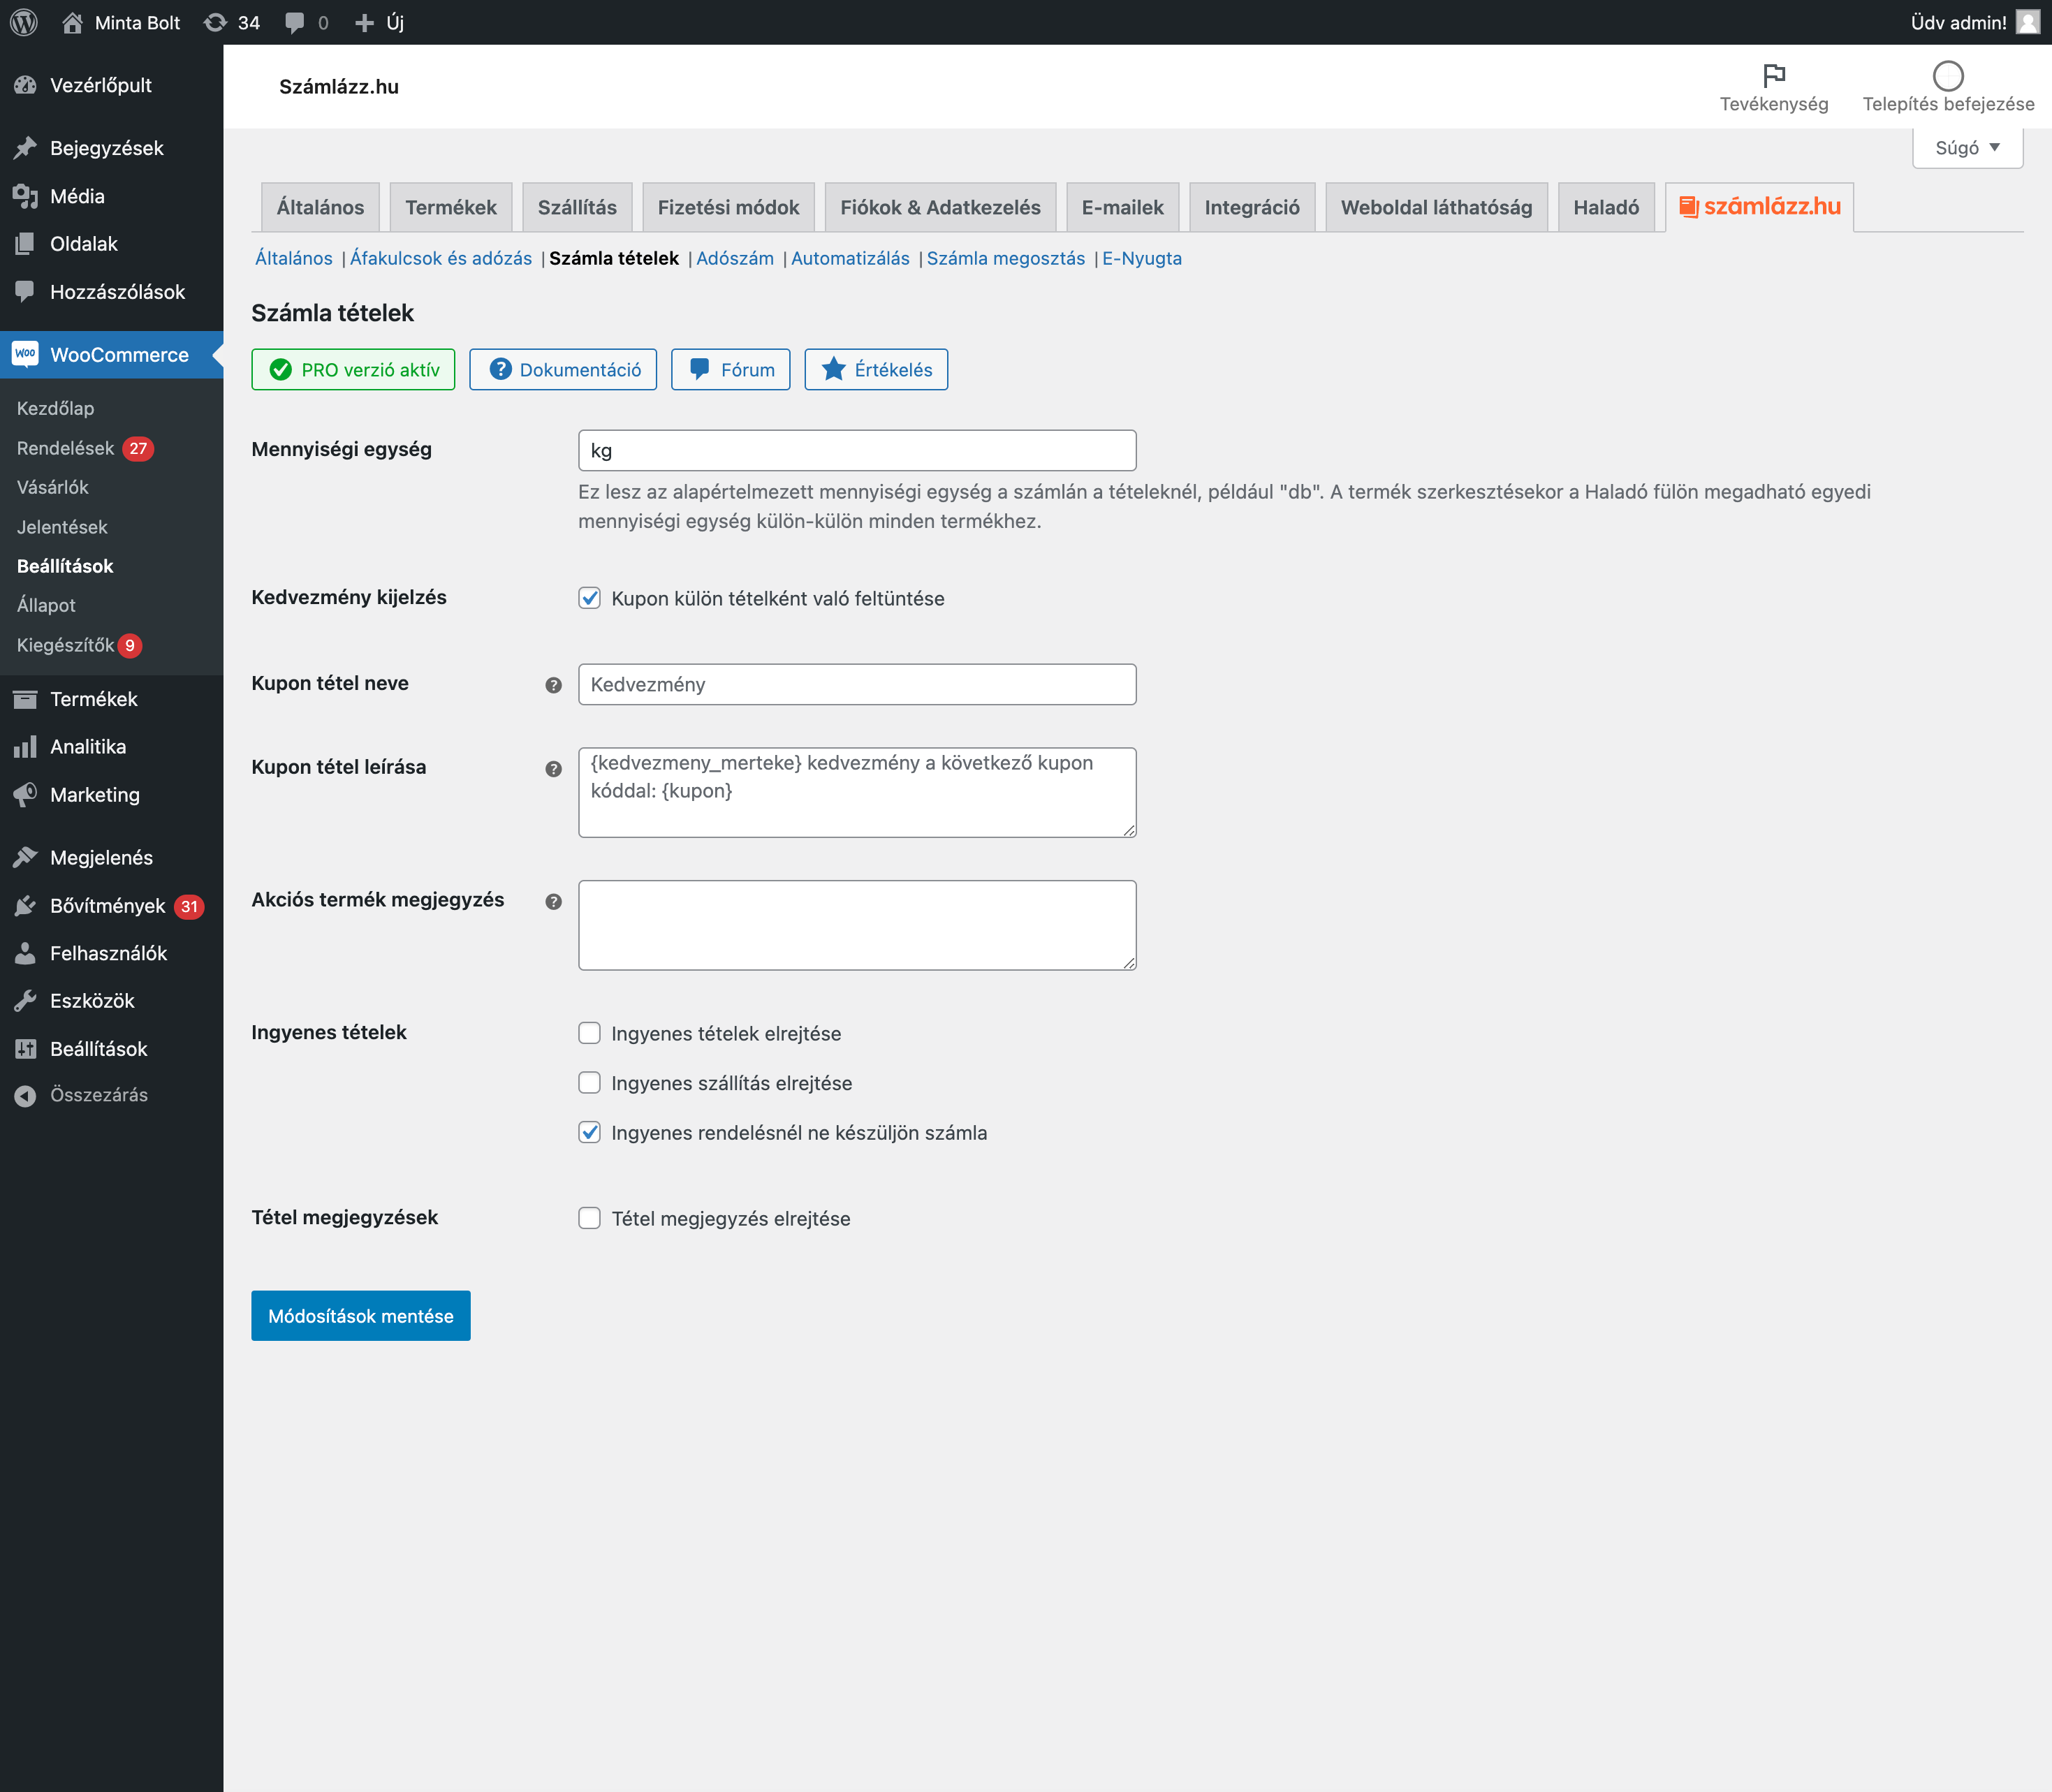 Minta Bolt 34 0 Új Üdv admin!
Vezérlőpult
Bejegyzések
Média
Oldalak
Hozzászólások
Woo WooCommerce
Kezdőlap
Rendelések 27
Vásárlók
Jelentések
Beállítások
Állapot
Kiegészítők 9
Termékek
Analitika
Marketing
Megjelenés
Bővítmények 31
Felhasználók
Eszközök
Beállítások
Összezárás
Számlázz.hu
Tevékenység
Telepítés befejezése
Súgó
Általános Termékek Szállítás Fizetési módok Fiókok & Adatkezelés E-mailek Integráció Weboldal láthatóság Haladó számlázz.hu
Általános | Áfakulcsok és adózás | Számla tételek | Adószám | Automatizálás | Számla megosztás | E-Nyugta
Számla tételek
PRO verzió aktív Dokumentáció Fórum Értékelés
Mennyiségi egység kg
Ez lesz az alapértelmezett mennyiségi egység a számlán a tételeknél, például "db". A termék szerkesztésekor a Haladó fülön megadható egyedi
mennyiségi egység külön-külön minden termékhez.
Kedvezmény kijelzés Kupon külön tételként való feltüntése
Kupon tétel neve ? Kedvezmény
Kupon tétel leírása ? {kedvezmeny_merteke} kedvezmény a következő kupon
kóddal: {kupon}
Akciós termék megjegyzés ?
Ingyenes tételek Ingyenes tételek elrejtése
Ingyenes szállítás elrejtése
Ingyenes rendelésnél ne készüljön számla
Tétel megjegyzések Tétel megjegyzés elrejtése
Módosítások mentése